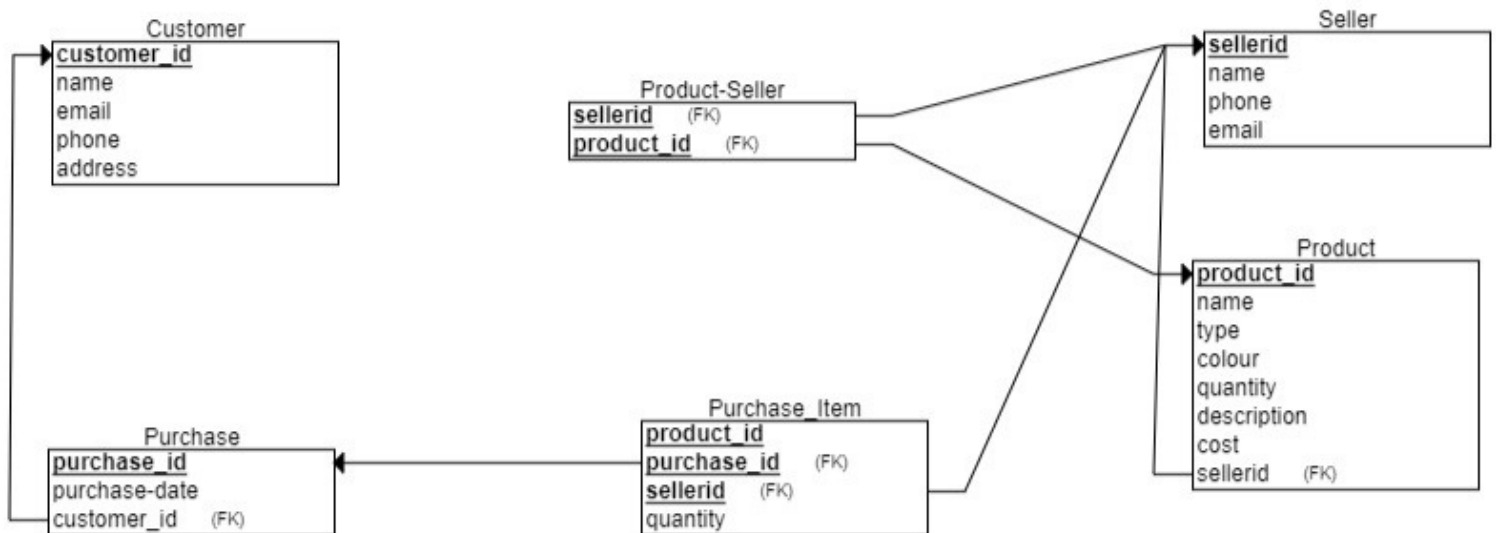 Customer
customer_id
name
email
phone
address
Product-Seller
sellerid (FK)
product_id (FK)
Seller
sellerid
name
phone
email
Product
product_id
name
type
colour
quantity
description
cost
sellerid (FK)
Purchase
purchase_id
purchase-date
customer_id (FK)
Purchase_Item
product_id
purchase_id (FK)
sellerid (FK)
quantity